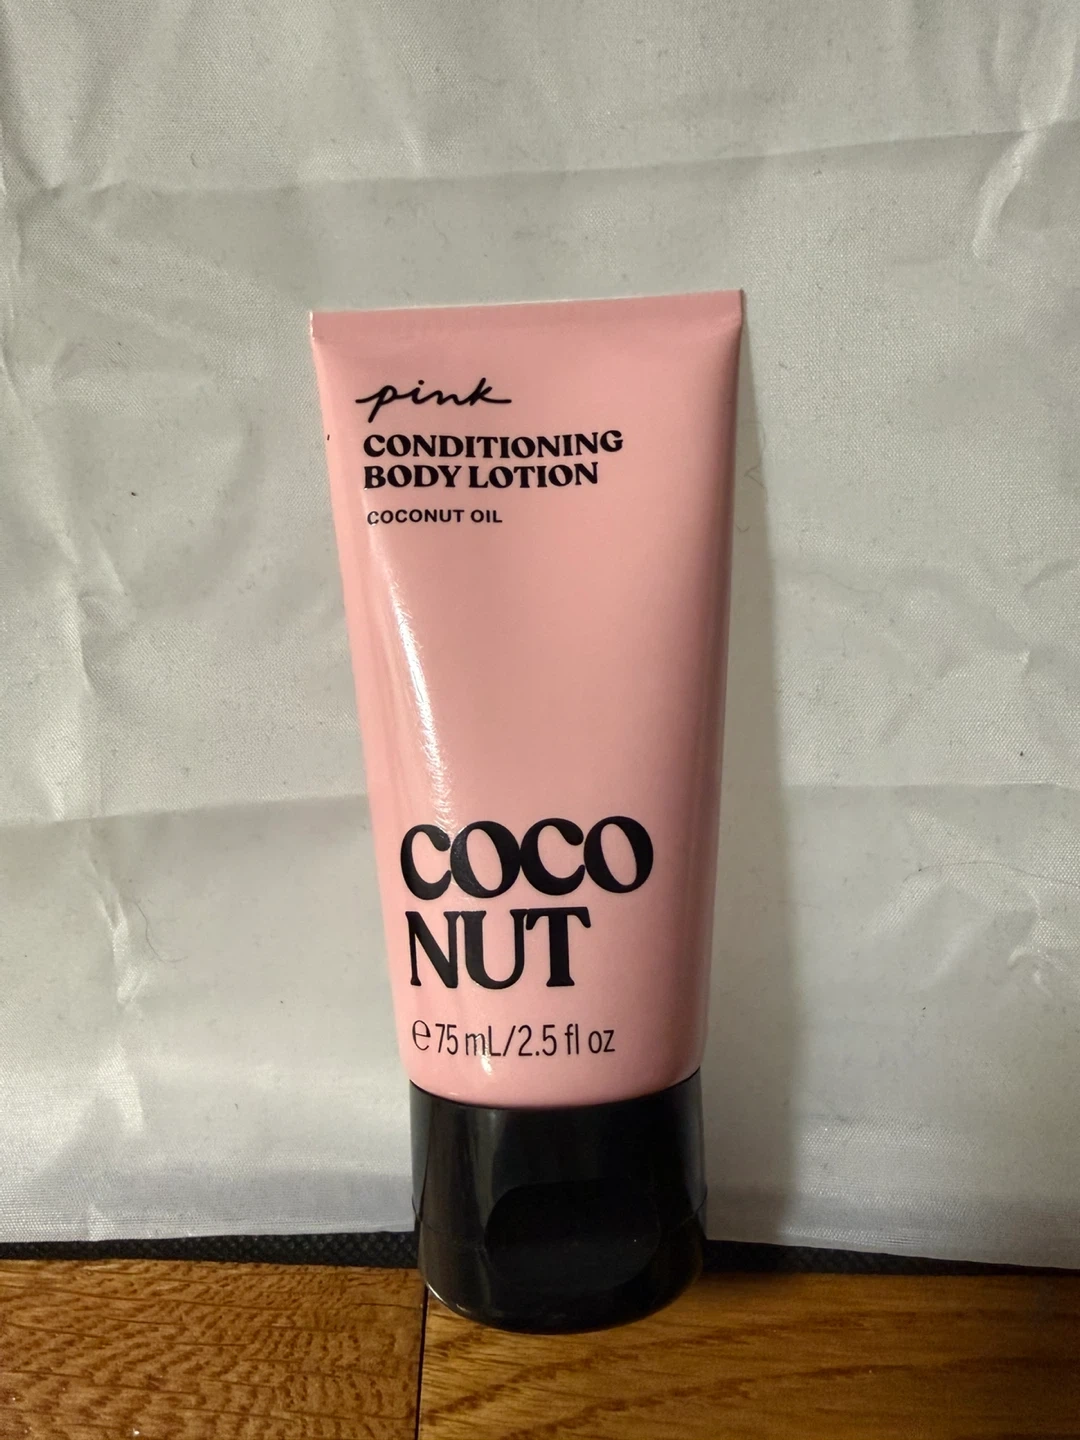 pink
CONDITIONING
BODY LOTION
COCONUT OIL
COCO
NUT
℮ 75 mL/2.5 fl oz